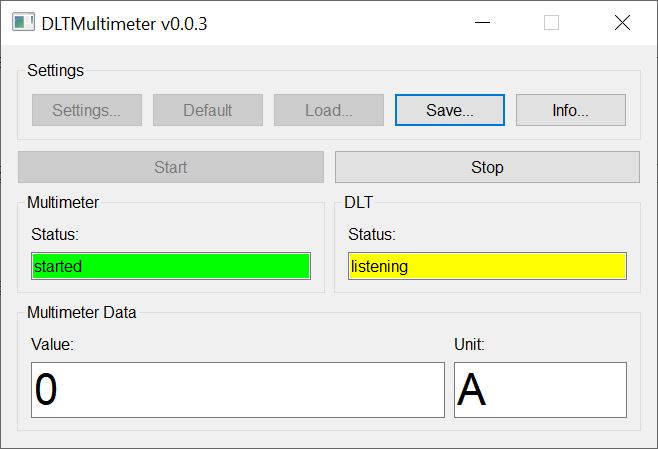 DLTMultimeter v0.0.3
Settings
Settings... Default Load... Save... Info...
Start Stop
Multimeter DLT
Status: Status:
started listening
Multimeter Data
Value: Unit:
0 A